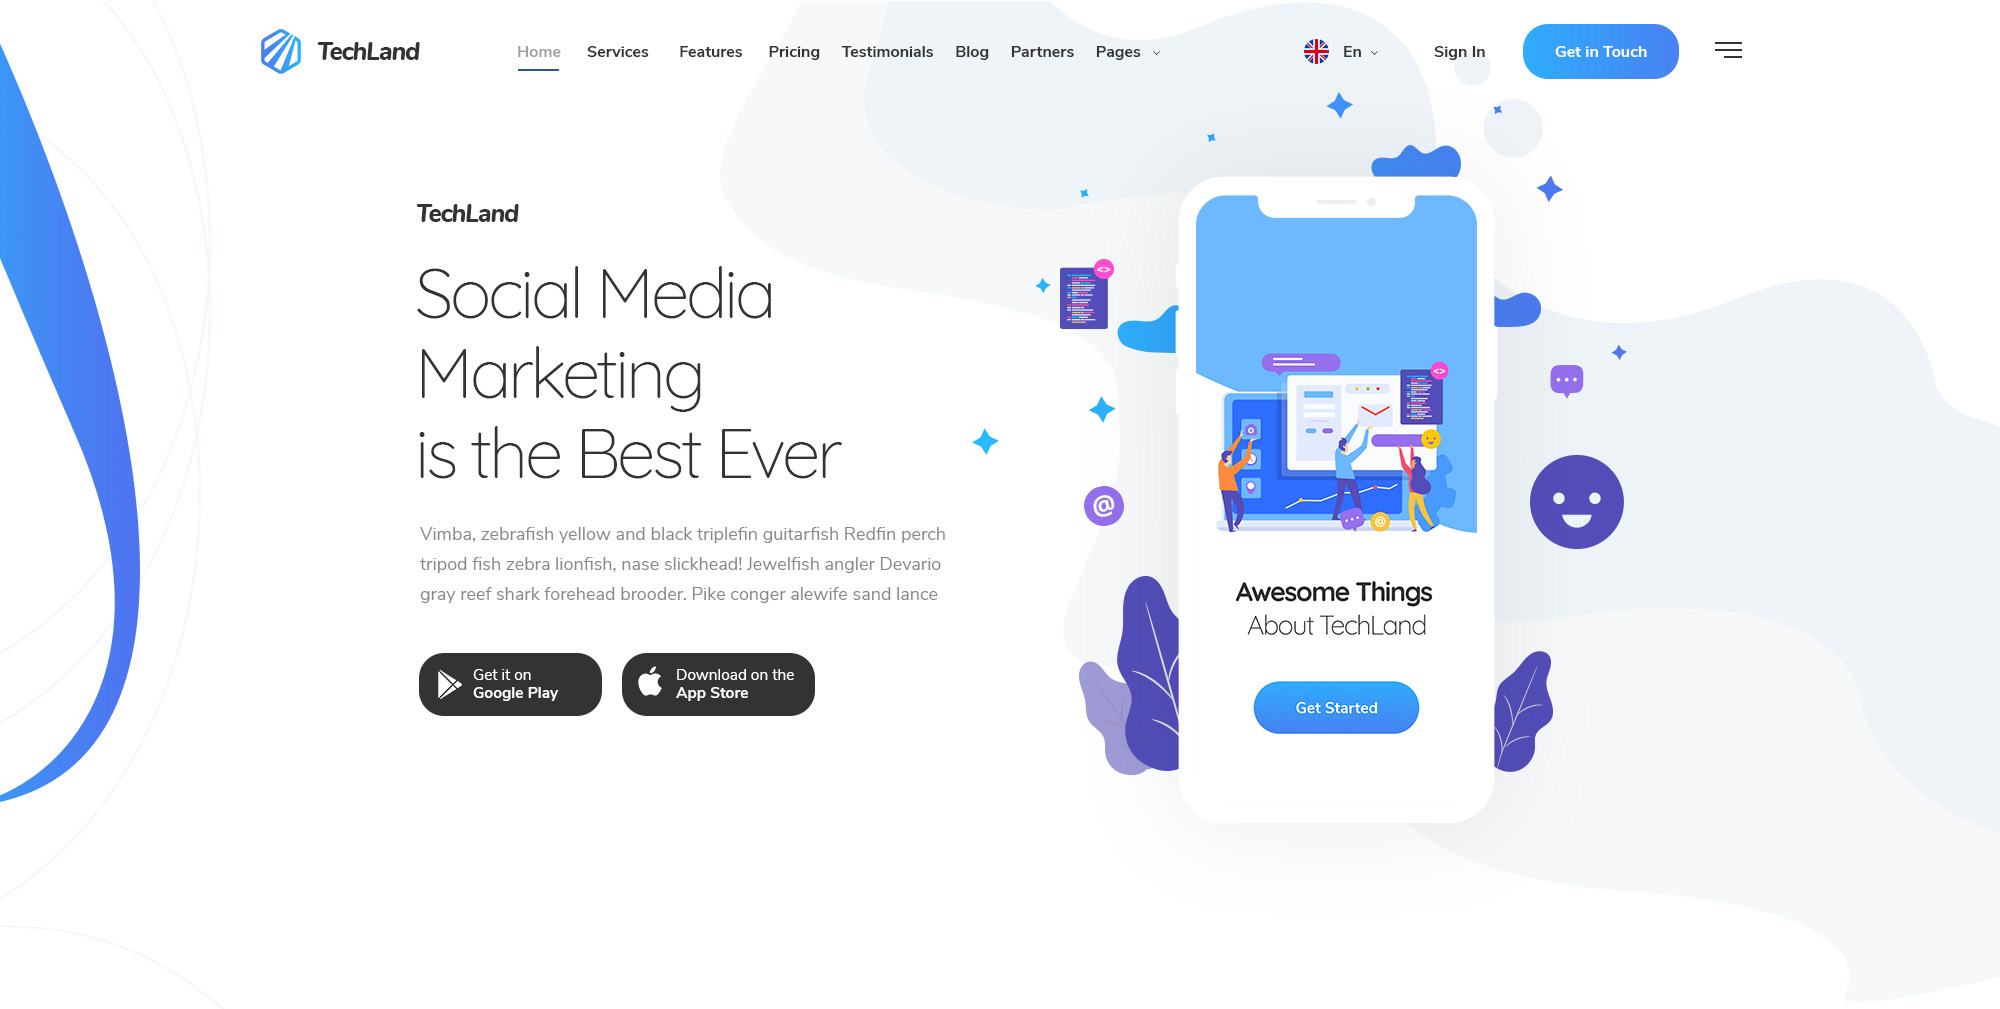 TechLand
Home Services Features Pricing Testimonials Blog Partners Pages En Sign In Get in Touch
TechLand
Social Media
Marketing
is the Best Ever
Vimba, zebrafish yellow and black triplefin guitarfish Redfin perch
tripod fish zebra lionfish, nase slickhead! Jewelfish angler Devario
gray reef shark forehead brooder. Pike conger alewife sand lance
Get it on
Google Play
Download on the
App Store
<>
@
<>
@
Awesome Things
About TechLand
Get Started